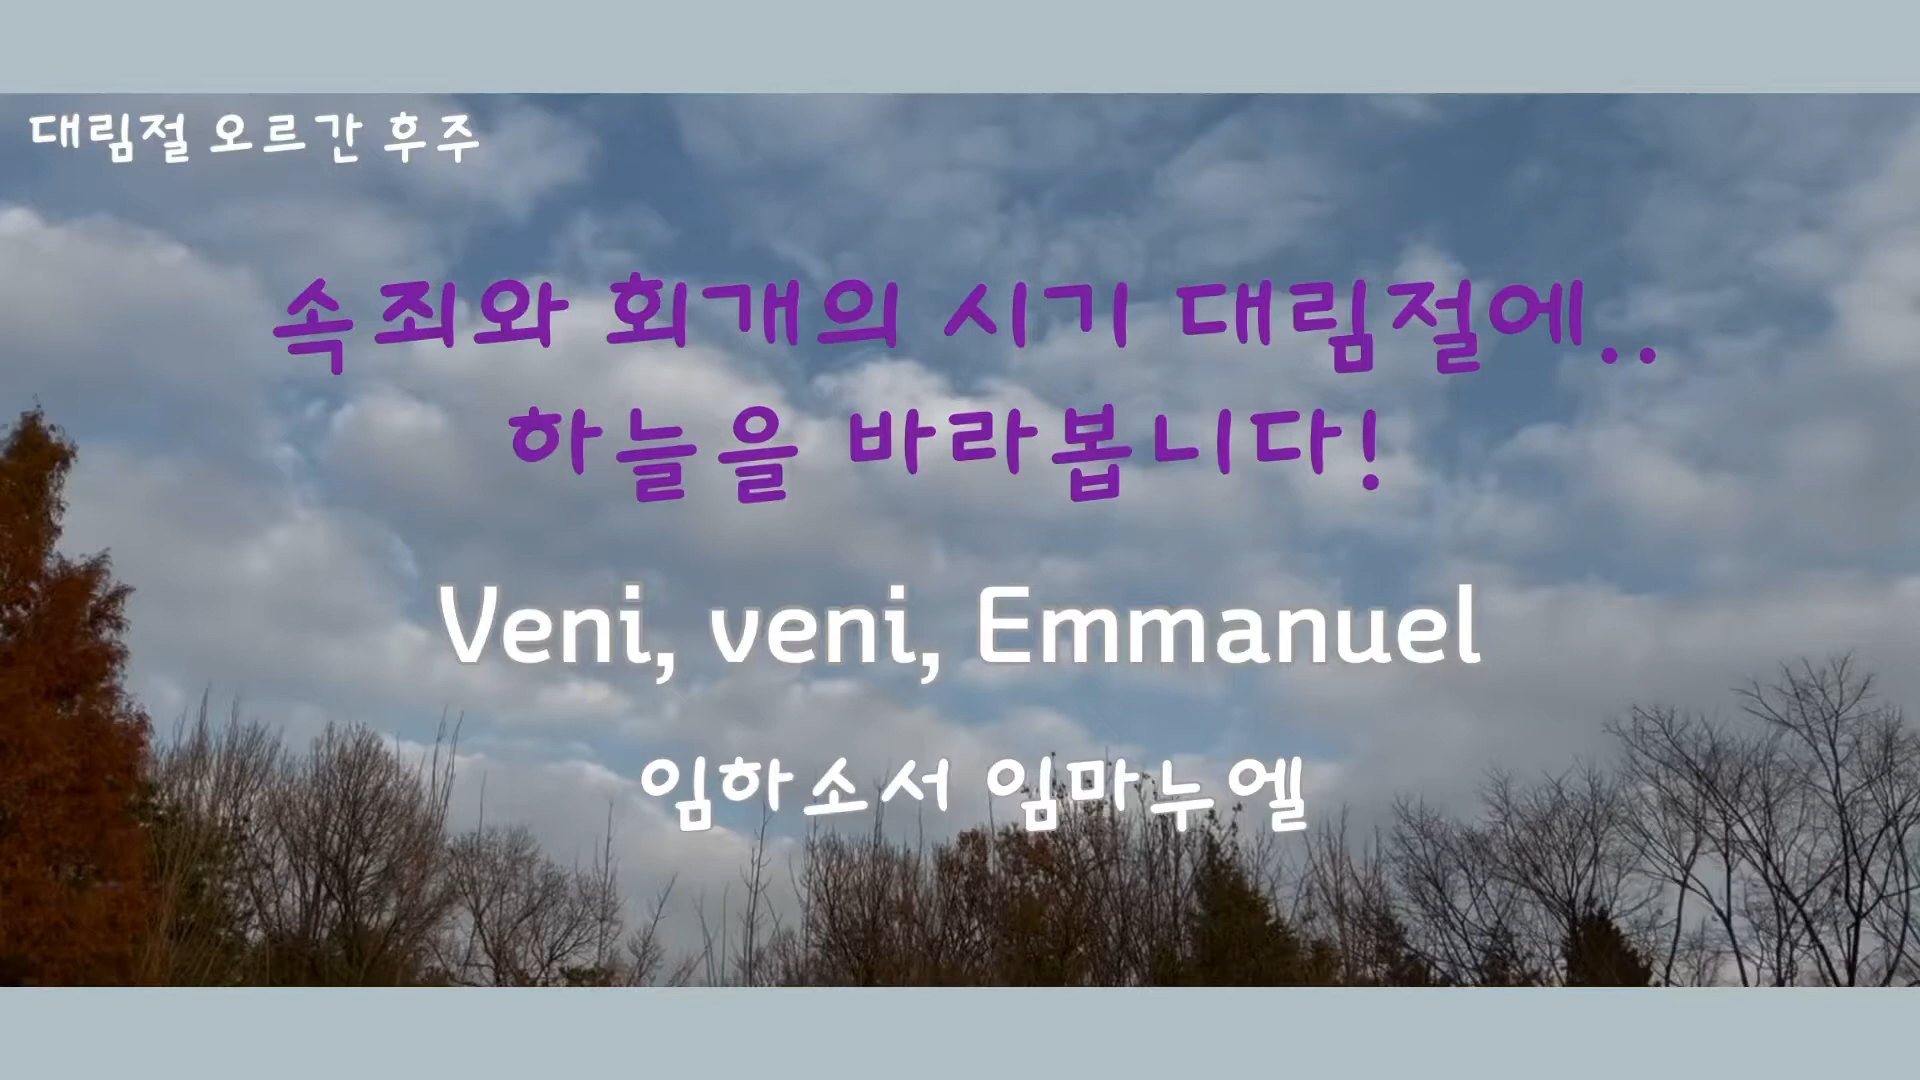 대림절 오르간 후주
속죄와 회개의 시기 대림절에..
하늘을 바라봅니다!
Veni, veni, Emmanuel
임하소서 임마누엘